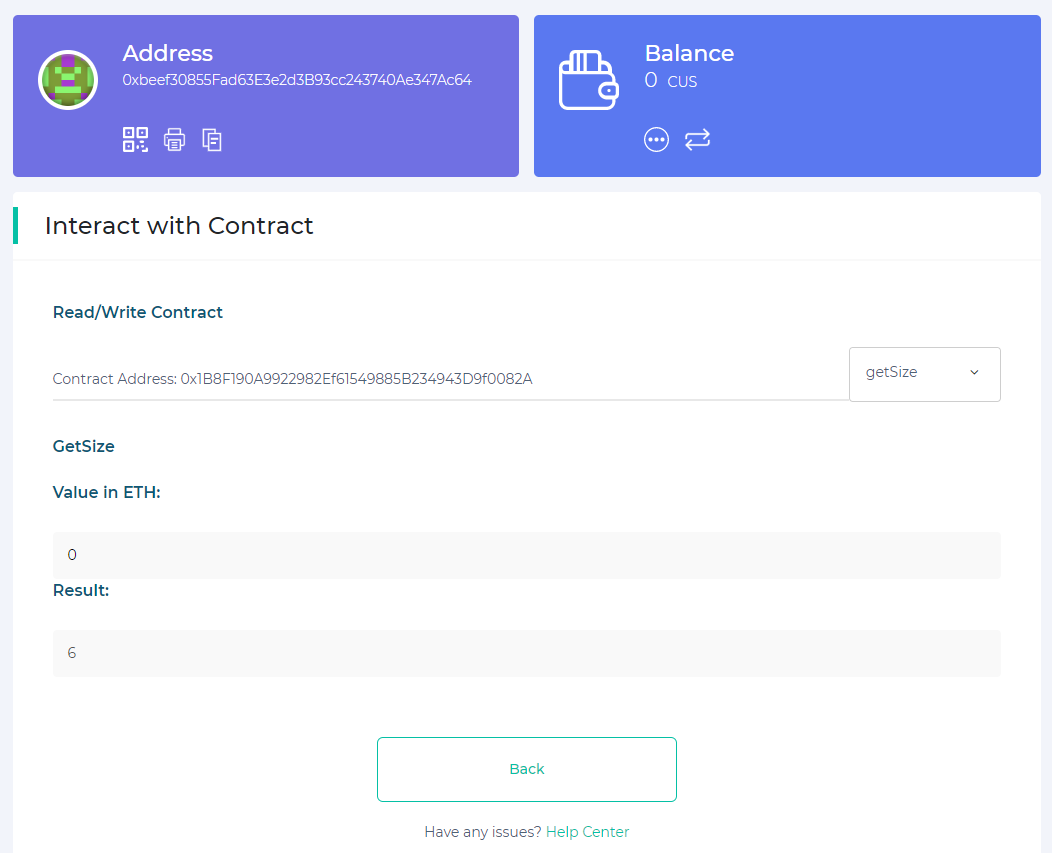 Address
0xbeef30855Fad63E3e2d3B93cc243740Ae347Ac64
Balance
0 CUS
Interact with Contract
Read/Write Contract
Contract Address: 0x1B8F190A9922982Ef61549885B234943D9f0082A
getSize
GetSize
Value in ETH:
0
Result:
6
Back
Have any issues? Help Center